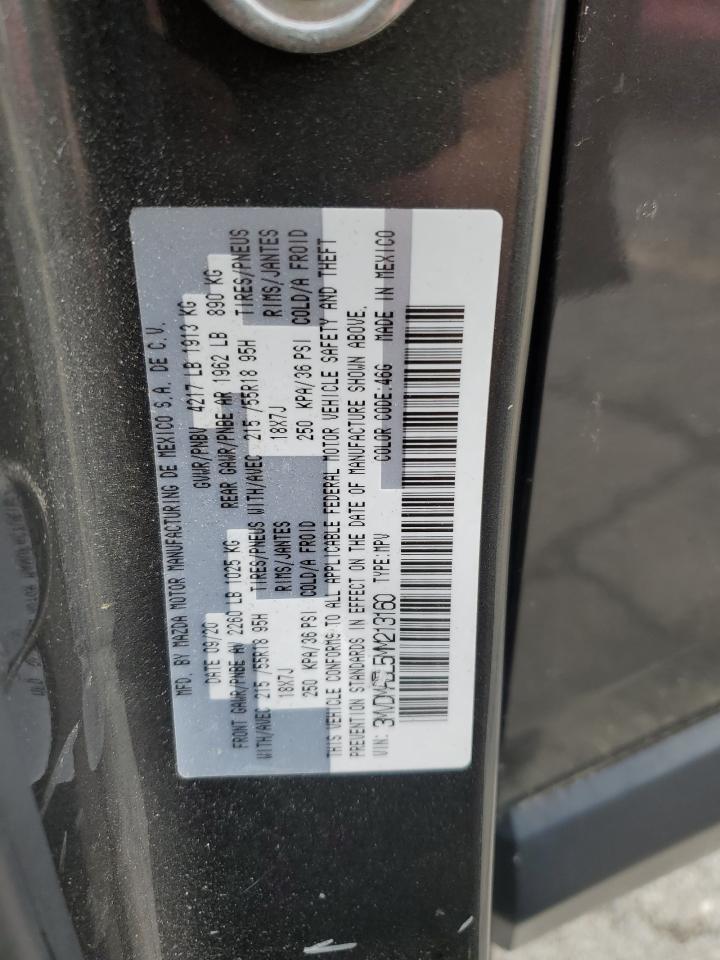 MFD. BY MAZDA MOTOR MANUFACTURING DE MEXICO S.A. DE C.V.
DATE 09/20 GVWR/PNBV 4217 LB 1913 KG
FRONT GAWR/PNBE AV 2260 LB 1025 KG REAR GAWR/PNBE AR 1962 LB 890 KG
WITH/AVEC 215 /55R18 95H TIRES/PNEUS WITH/AVEC 215 /55R18 95H TIRES/PNEUS
18X7J RIMS/JANTES 18X7J RIMS/JANTES
250 KPA/36 PSI COLD/A FROID 250 KPA/36 PSI COLD/A FROID
THIS VEHICLE CONFORMS TO ALL APPLICABLE FEDERAL MOTOR VEHICLE SAFETY AND THEFT
PREVENTION STANDARDS IN EFFECT ON THE DATE OF MANUFACTURE SHOWN ABOVE.
VIN: TYPE:MPV COLOR CODE:46G MADE IN MEXICO